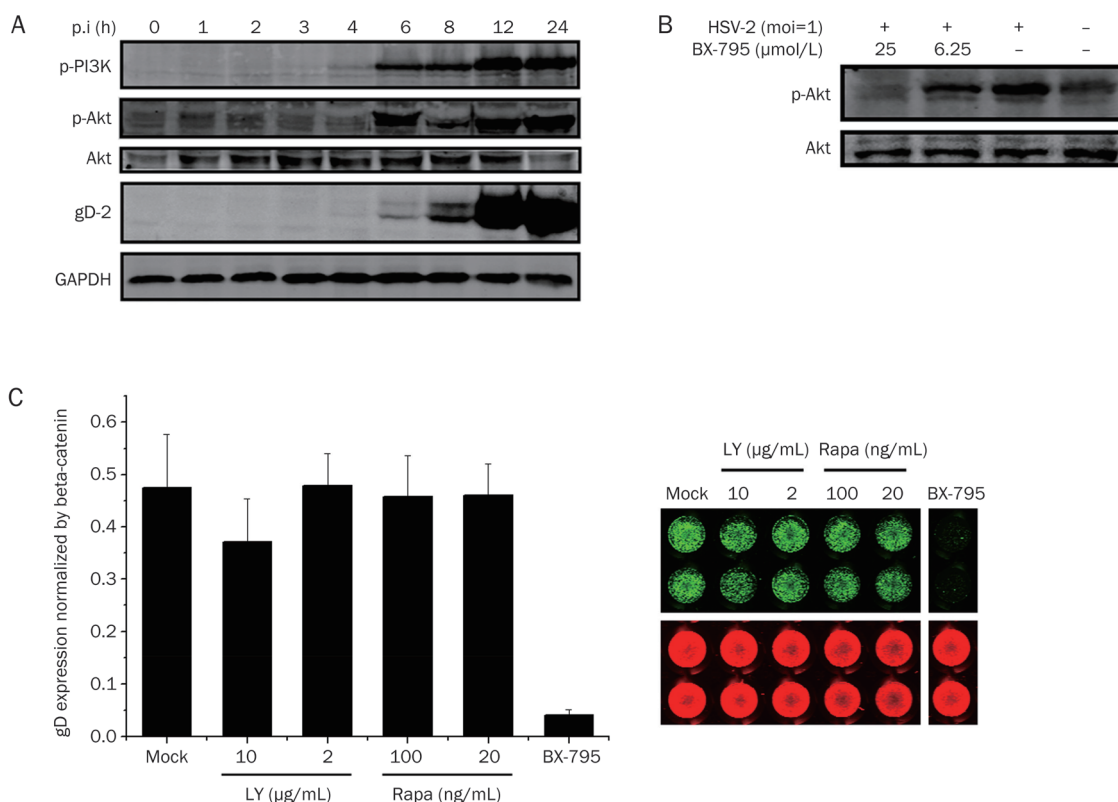 A
p.i (h) 0 1 2 3 4 6 8 12 24
p-PI3K
p-Akt
Akt
gD-2
GAPDH
B
HSV-2 (moi=1) + + + –
BX-795 (μmol/L) 25 6.25 – –
p-Akt
Akt
C
gD expression normalized by beta-catenin
0.6
0.5
0.4
0.3
0.2
0.1
0.0
Mock 10 2 100 20 BX-795
LY (μg/mL) Rapa (ng/mL)
LY (μg/mL) Rapa (ng/mL)
Mock 10 2 100 20 BX-795